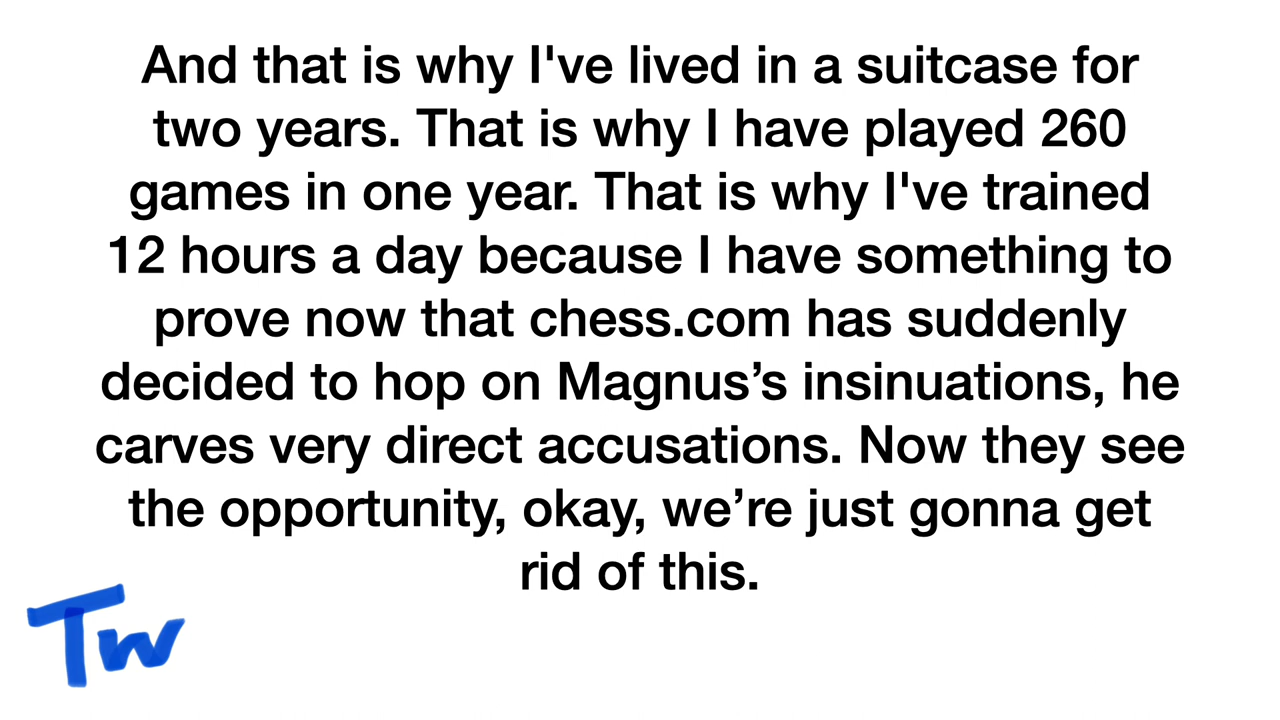 And that is why I've lived in a suitcase for
two years. That is why I have played 260
games in one year. That is why I've trained
12 hours a day because I have something to
prove now that chess.com has suddenly
decided to hop on Magnus’s insinuations, he
carves very direct accusations. Now they see
the opportunity, okay, we’re just gonna get
rid of this.
Tw